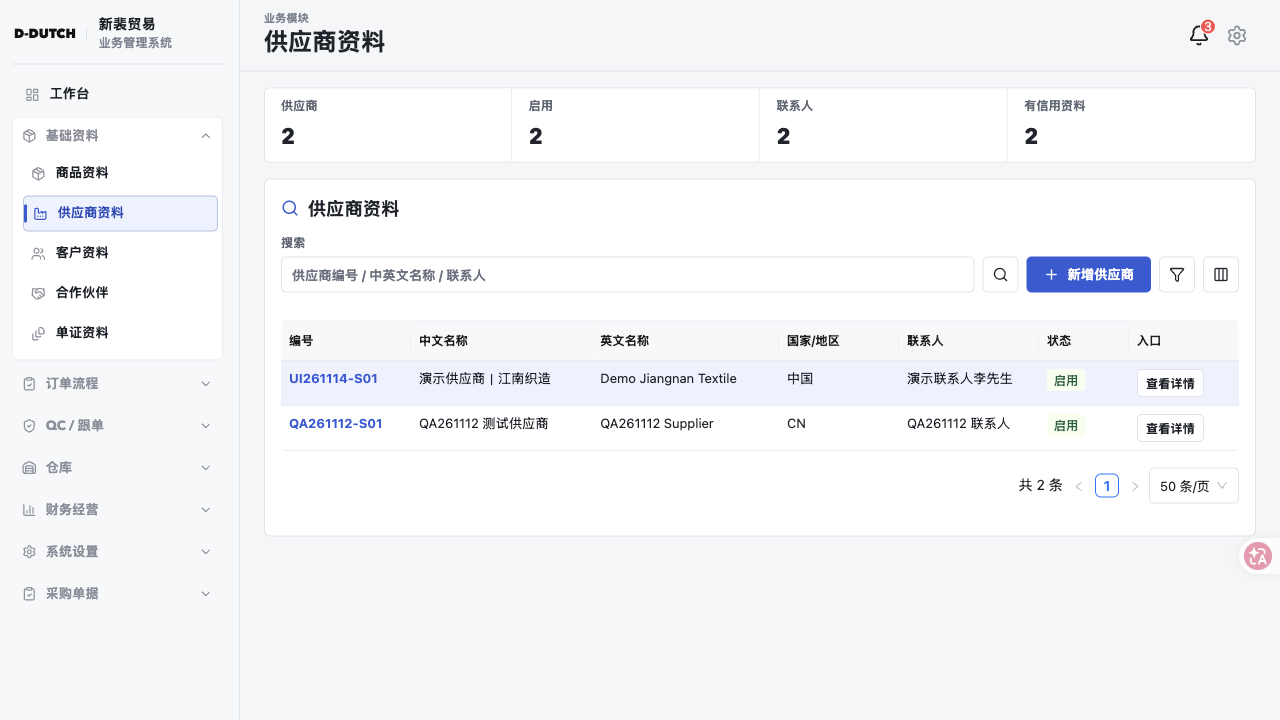 D-DUTCH
新裴贸易
业务管理系统
工作台
基础资料
商品资料
供应商资料
客户资料
合作伙伴
单证资料
订单流程
QC / 跟单
仓库
财务经营
系统设置
采购单据
业务模块
供应商资料
3
供应商
2
启用
2
联系人
2
有信用资料
2
供应商资料
搜索
供应商编号 / 中英文名称 / 联系人
新增供应商
编号 中文名称 英文名称 国家/地区 联系人 状态 入口
UI261114-S01 演示供应商 | 江南织造 Demo Jiangnan Textile 中国 演示联系人李先生 启用 查看详情
QA261112-S01 QA261112 测试供应商 QA261112 Supplier CN QA261112 联系人 启用 查看详情
共 2 条 1 50 条/页